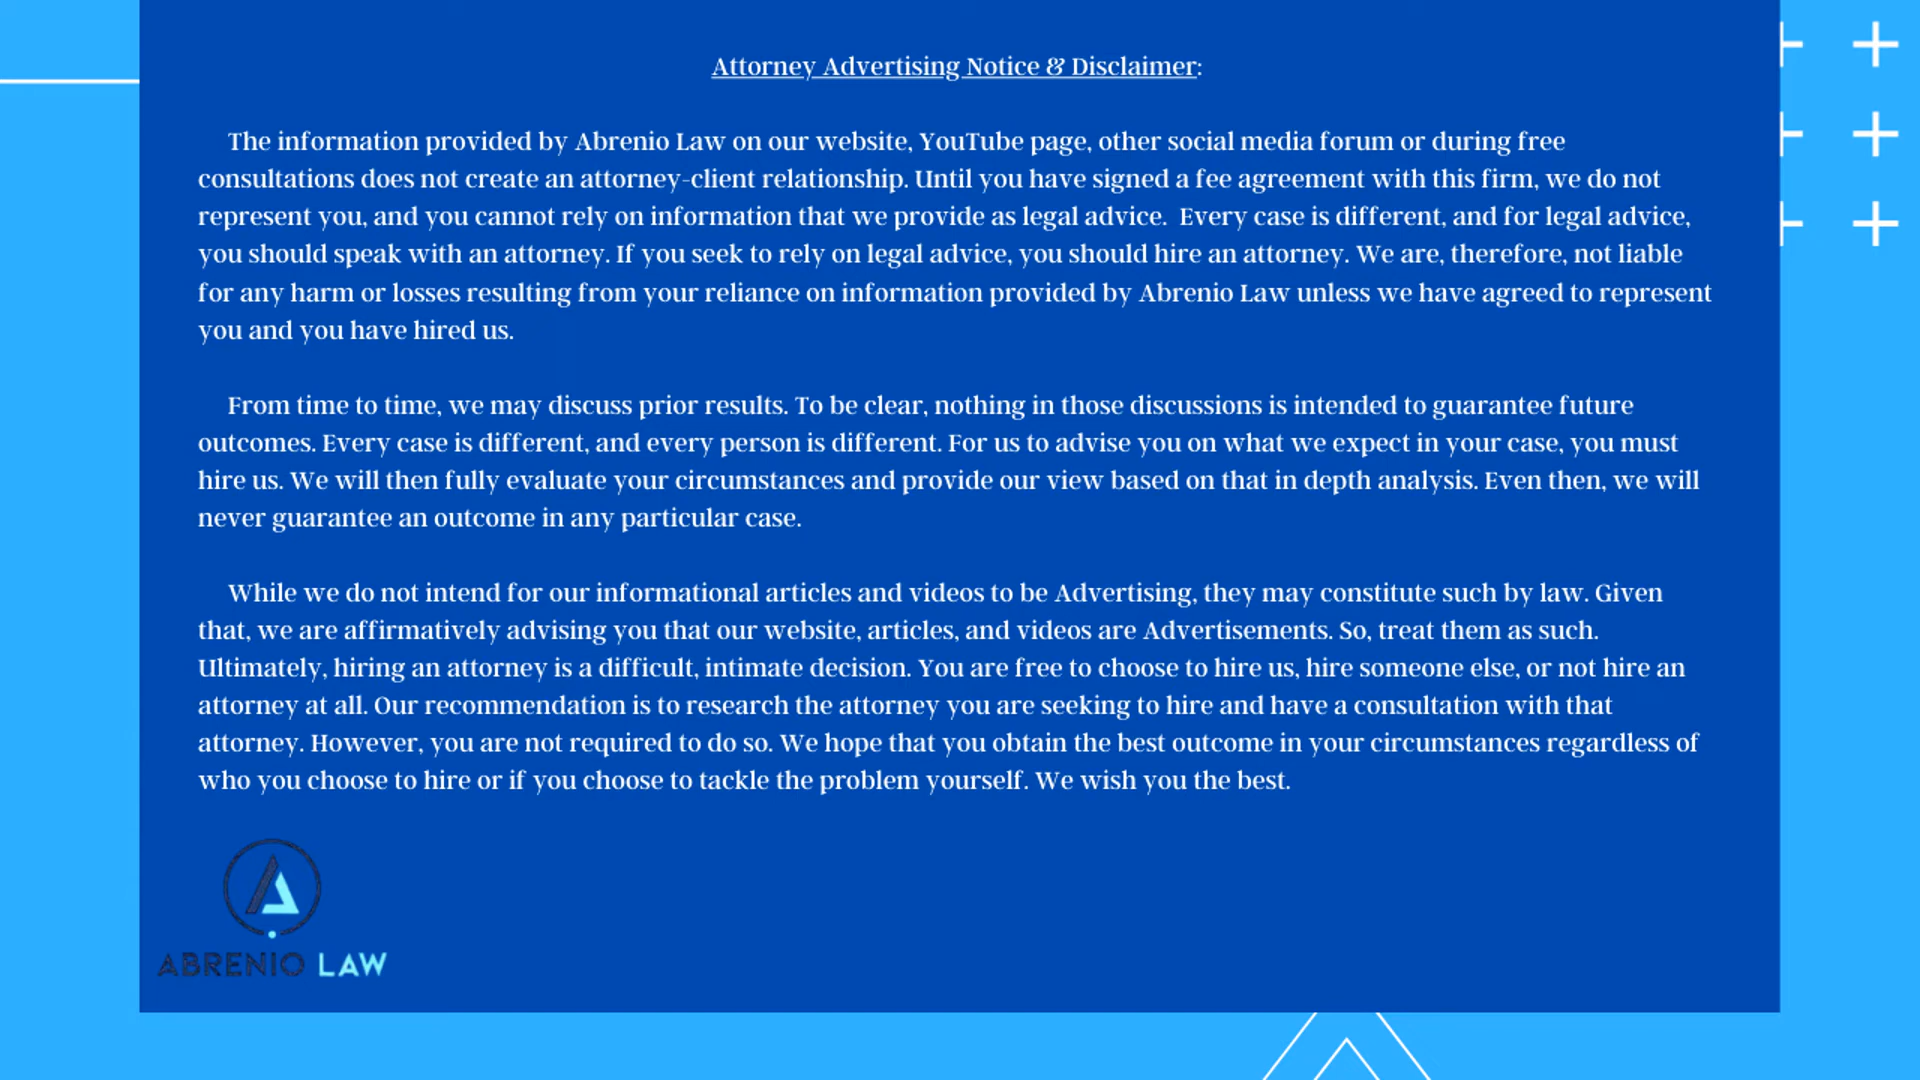 Attorney Advertising Notice & Disclaimer:
The information provided by Abrenio Law on our website, YouTube page, other social media forum or during free
consultations does not create an attorney-client relationship. Until you have signed a fee agreement with this firm, we do not
represent you, and you cannot rely on information that we provide as legal advice.  Every case is different, and for legal advice,
you should speak with an attorney. If you seek to rely on legal advice, you should hire an attorney. We are, therefore, not liable
for any harm or losses resulting from your reliance on information provided by Abrenio Law unless we have agreed to represent
you and you have hired us.
From time to time, we may discuss prior results. To be clear, nothing in those discussions is intended to guarantee future
outcomes. Every case is different, and every person is different. For us to advise you on what we expect in your case, you must
hire us. We will then fully evaluate your circumstances and provide our view based on that in depth analysis. Even then, we will
never guarantee an outcome in any particular case.
While we do not intend for our informational articles and videos to be Advertising, they may constitute such by law. Given
that, we are affirmatively advising you that our website, articles, and videos are Advertisements. So, treat them as such.
Ultimately, hiring an attorney is a difficult, intimate decision. You are free to choose to hire us, hire someone else, or not hire an
attorney at all. Our recommendation is to research the attorney you are seeking to hire and have a consultation with that
attorney. However, you are not required to do so. We hope that you obtain the best outcome in your circumstances regardless of
who you choose to hire or if you choose to tackle the problem yourself. We wish you the best.
ABRENIO LAW